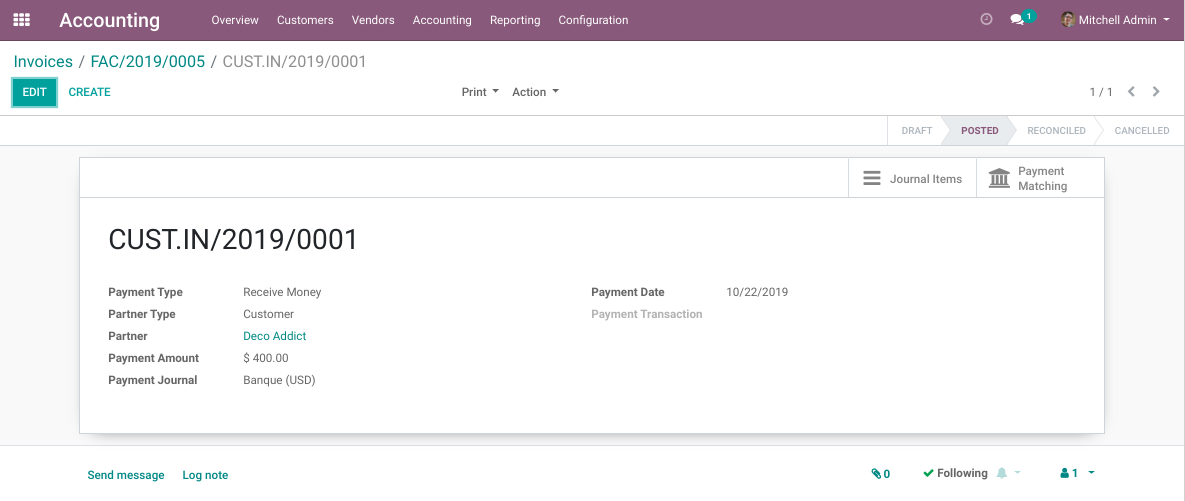 Accounting Overview Customers Vendors Accounting Reporting Configuration 1 Mitchell Admin
Invoices / FAC/2019/0005 / CUST.IN/2019/0001
EDIT CREATE Print Action 1 / 1
DRAFT POSTED RECONCILED CANCELLED
Journal Items
Payment
Matching
CUST.IN/2019/0001
Payment Type Receive Money Payment Date 10/22/2019
Partner Type Customer Payment Transaction
Partner Deco Addict
Payment Amount $ 400.00
Payment Journal Banque (USD)
Send message Log note 0 Following 1